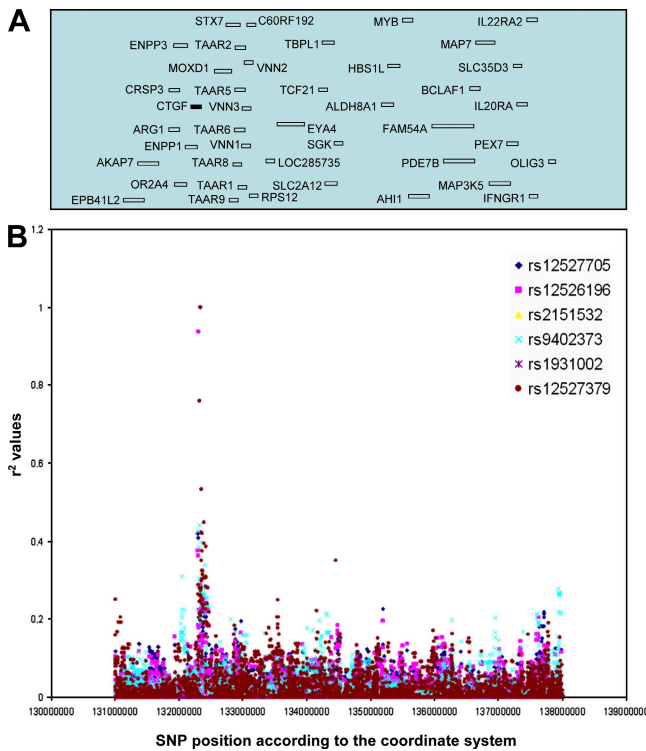 A
STX7 C60RF192 MYB IL22RA2
ENPP3 TAAR2 TBPL1 MAP7
MOXD1 VNN2 HBS1L SLC35D3
CRSP3 TAAR5 TCF21 BCLAF1
CTGF VNN3 ALDH8A1 IL20RA
ARG1 TAAR6 EYA4 FAM54A
ENPP1 VNN1 SGK PEX7
AKAP7 TAAR8 LOC285735 PDE7B OLIG3
OR2A4 TAAR1 SLC2A12 MAP3K5
EPB41L2 TAAR9 RPS12 AHI1 IFNGR1
B
1.2
1
0.8
0.6
0.4
0.2
0
r² values
rs12527705
rs12526196
rs2151532
rs9402373
rs1931002
rs12527379
130000000 131000000 132000000 133000000 134000000 135000000 136000000 137000000 138000000 139000000
SNP position according to the coordinate system